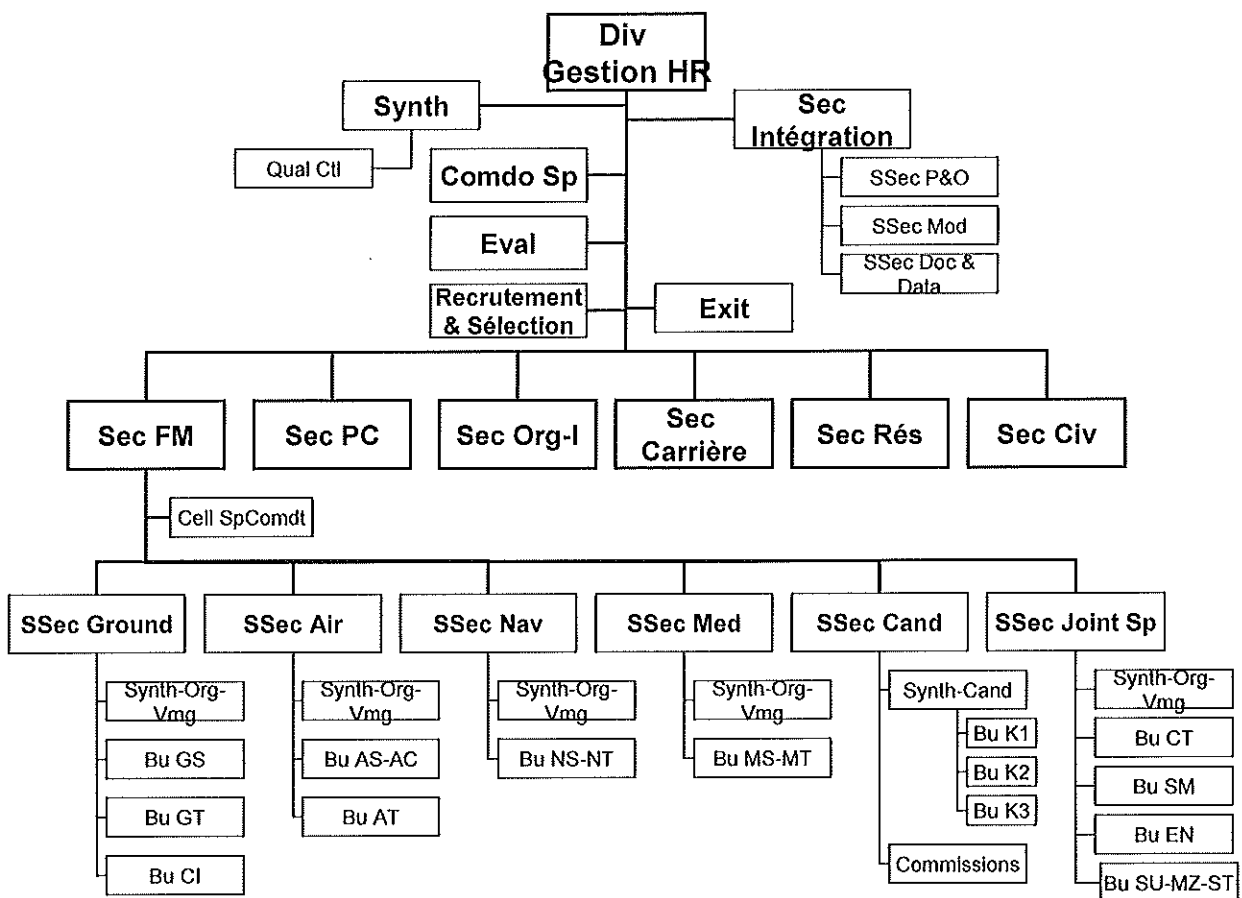 Div
Gestion HR
Synth
Sec
Intégration
Qual Ctl
Comdo Sp
SSec P&O
Eval
SSec Mod
SSec Doc &
Data
Recrutement
& Sélection
Exit
Sec FM
Sec PC
Sec Org-I
Sec
Carrière
Sec Rés
Sec Civ
Cell SpComdt
SSec Ground
SSec Air
SSec Nav
SSec Med
SSec Cand
SSec Joint Sp
Synth-Org-
Vmg
Bu GS
Bu GT
Bu CI
Synth-Org-
Vmg
Bu AS-AC
Bu AT
Synth-Org-
Vmg
Bu NS-NT
Synth-Org-
Vmg
Bu MS-MT
Synth-Cand
Bu K1
Bu K2
Bu K3
Commissions
Synth-Org-
Vmg
Bu CT
Bu SM
Bu EN
Bu SU-MZ-ST